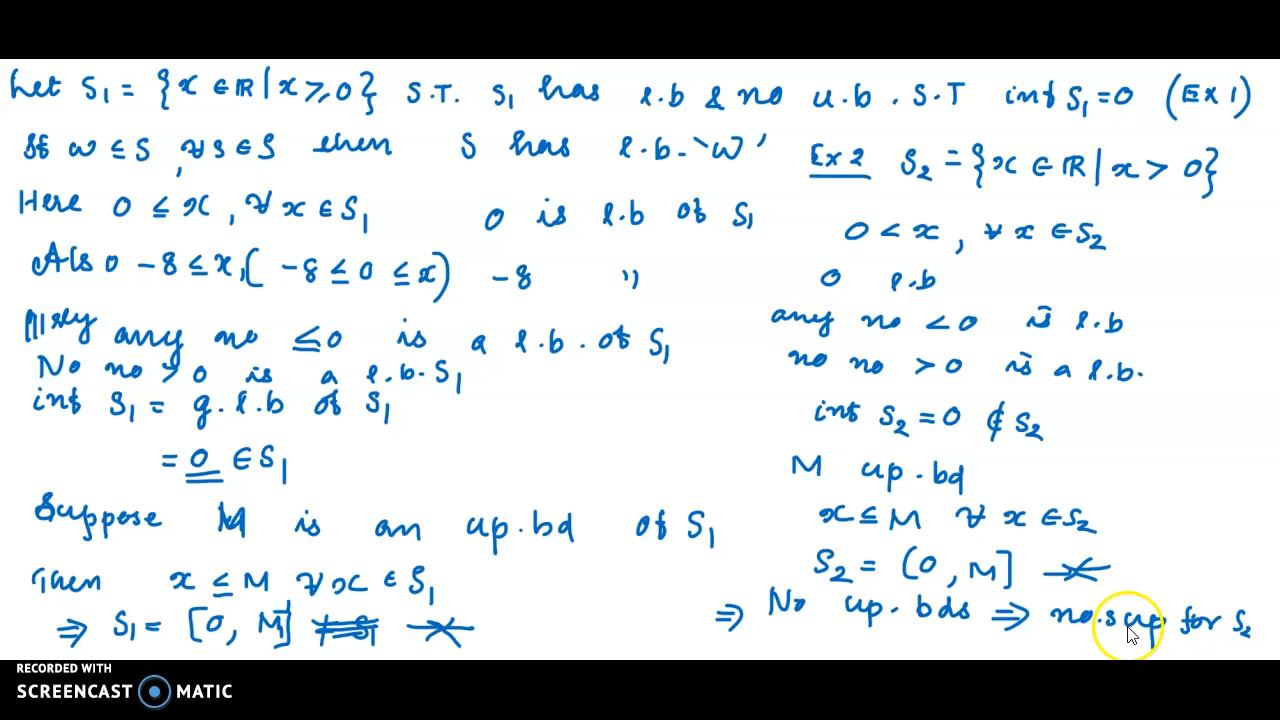 Let S₁ = {x ∈ ℝ | x ≥ 0} S.T. S₁ has l.b & no u.b. S.T inf S₁ = 0 (Ex 1)
If w ≤ s, ∀ s ∈ S then S has l.b. 'w'
Here 0 ≤ x, ∀ x ∈ S₁ 0 is l.b of S₁
Also -8 ≤ x, (-8 ≤ 0 ≤ x) -8 "
|||rly any no ≤ 0 is a l.b. of S₁
No no > 0 is a l.b. S₁
inf S₁ = g.l.b of S₁
= 0 ∈ S₁
Suppose M is an up.bd of S₁
Then x ≤ M ∀ x ∈ S₁
⇒ S₁ = [0, M]
Ex 2 S₂ = {x ∈ ℝ | x > 0}
0 < x, ∀ x ∈ S₂
0 l.b
any no < 0 is l.b
no no > 0 is a l.b.
inf S₂ = 0 ∉ S₂
M up.bd
x ≤ M ∀ x ∈ S₂
S₂ = (0, M]
⇒ No up.bds ⇒ no.sup for S₂
RECORDED WITH
SCREENCAST MATIC